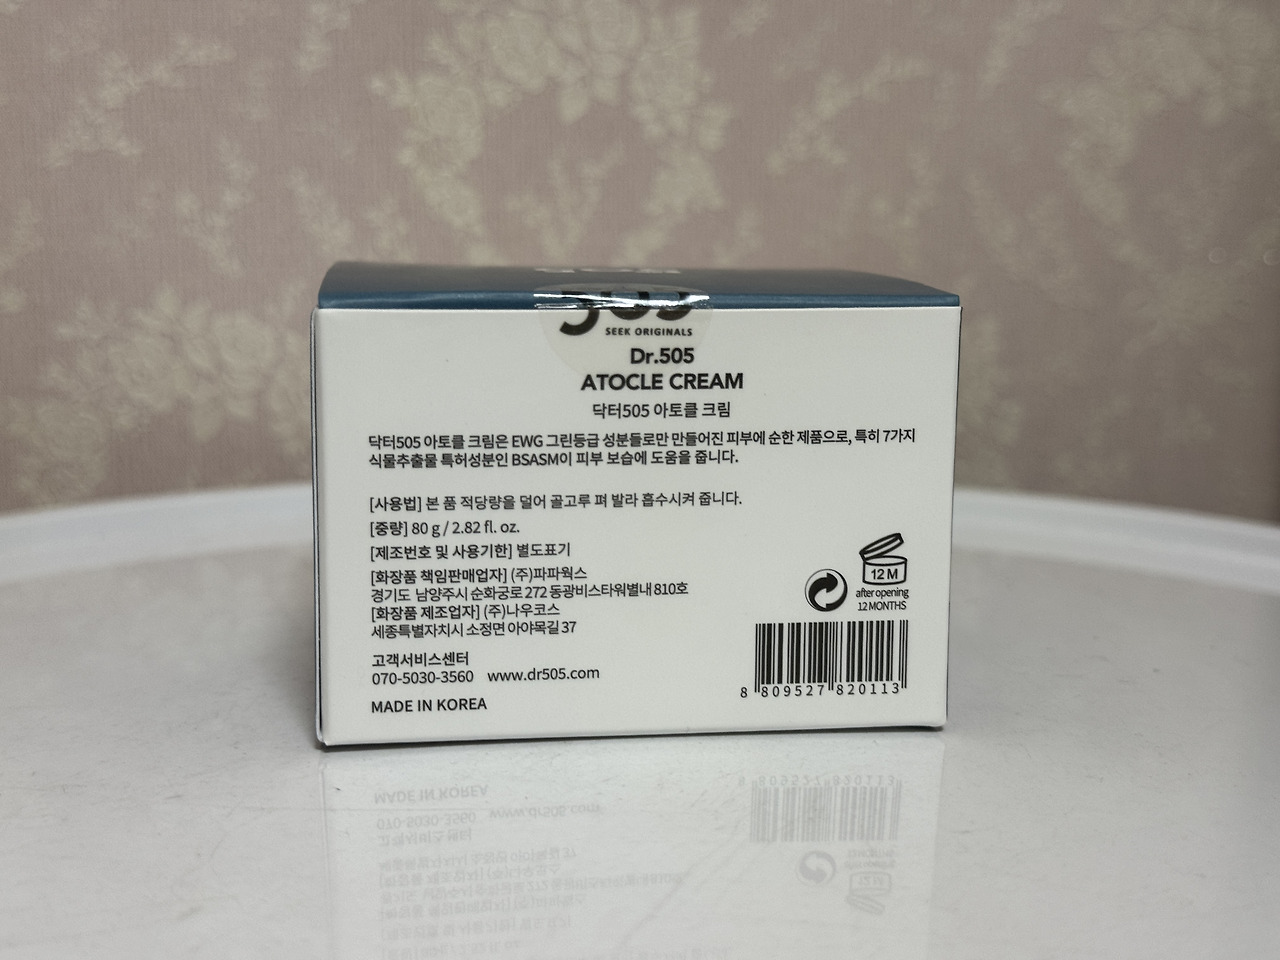 505
SEEK ORIGINALS
Dr.505
ATOCLE CREAM
닥터505 아토클 크림
닥터505 아토클 크림은 EWG 그린등급 성분들로만 만들어진 피부에 순한 제품으로, 특히 7가지
식물추출물 특허성분인 BSASM이 피부 보습에 도움을 줍니다.
[사용법] 본 품 적당량을 덜어 골고루 펴 발라 흡수시켜 줍니다.
[중량] 80 g / 2.82 fl. oz.
[제조번호 및 사용기한] 별도표기
[화장품 책임판매업자] (주)파파웍스
경기도 남양주시 순화궁로 272 동광비스타워별내 810호
[화장품 제조업자] (주)나우코스
세종특별자치시 소정면 아야목길 37
고객서비스센터
070-5030-3560 www.dr505.com
MADE IN KOREA
12 M
after opening
12 MONTHS
8 809527 820113